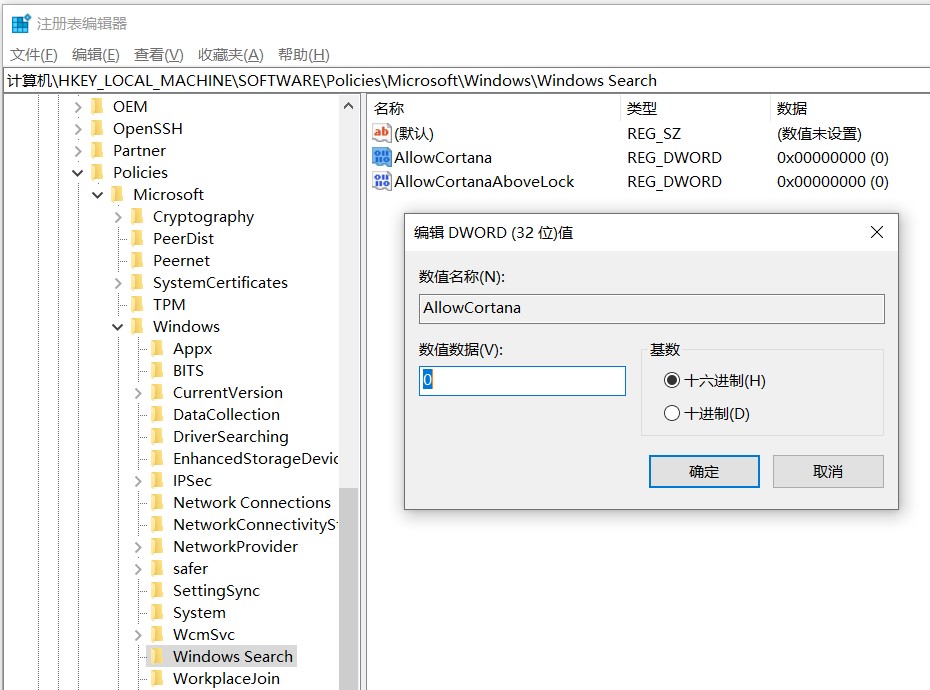 注册表编辑器
文件(F) 编辑(E) 查看(V) 收藏夹(A) 帮助(H)
计算机\HKEY_LOCAL_MACHINE\SOFTWARE\Policies\Microsoft\Windows\Windows Search
OEM
OpenSSH
Partner
Policies
Microsoft
Cryptography
PeerDist
Peernet
SystemCertificates
TPM
Windows
Appx
BITS
CurrentVersion
DataCollection
DriverSearching
EnhancedStorageDevic
IPSec
Network Connections
NetworkConnectivitySt
NetworkProvider
safer
SettingSync
System
WcmSvc
Windows Search
WorkplaceJoin
名称 类型 数据
ab (默认) REG_SZ (数值未设置)
AllowCortana REG_DWORD 0x00000000 (0)
AllowCortanaAboveLock REG_DWORD 0x00000000 (0)
编辑 DWORD (32 位)值
数值名称(N):
AllowCortana
数值数据(V):
0
基数
十六进制(H)
十进制(D)
确定 取消